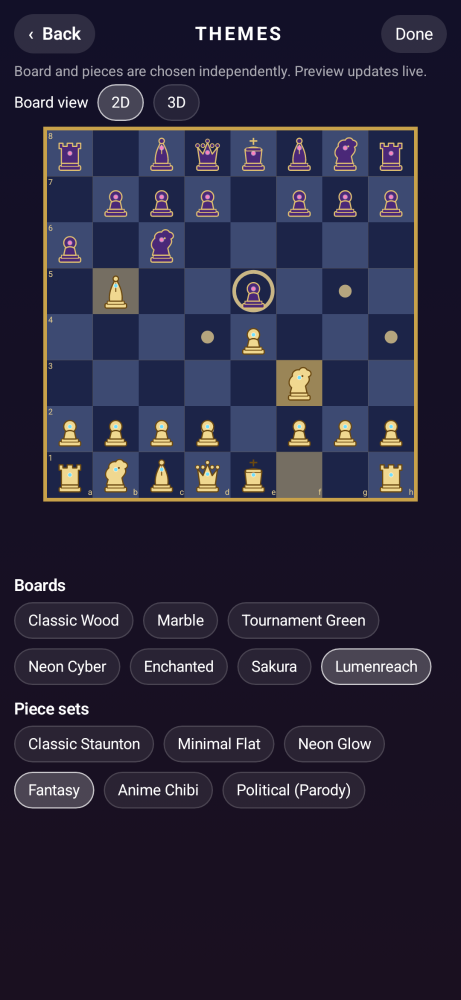 ‹ Back
THEMES
Done
Board and pieces are chosen independently. Preview updates live.
Board view
2D
3D
8
7
6
5
4
3
2
1
a
b
c
d
e
f
g
h
Boards
Classic Wood
Marble
Tournament Green
Neon Cyber
Enchanted
Sakura
Lumenreach
Piece sets
Classic Staunton
Minimal Flat
Neon Glow
Fantasy
Anime Chibi
Political (Parody)